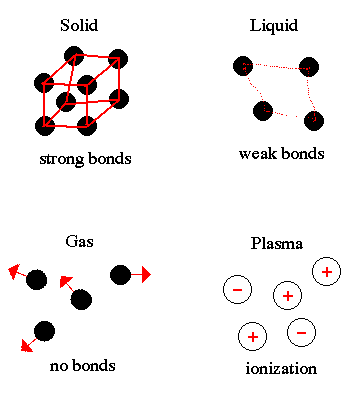 Solid
Liquid
strong bonds
weak bonds
Gas
Plasma
−
+
+
+
−
no bonds
ionization